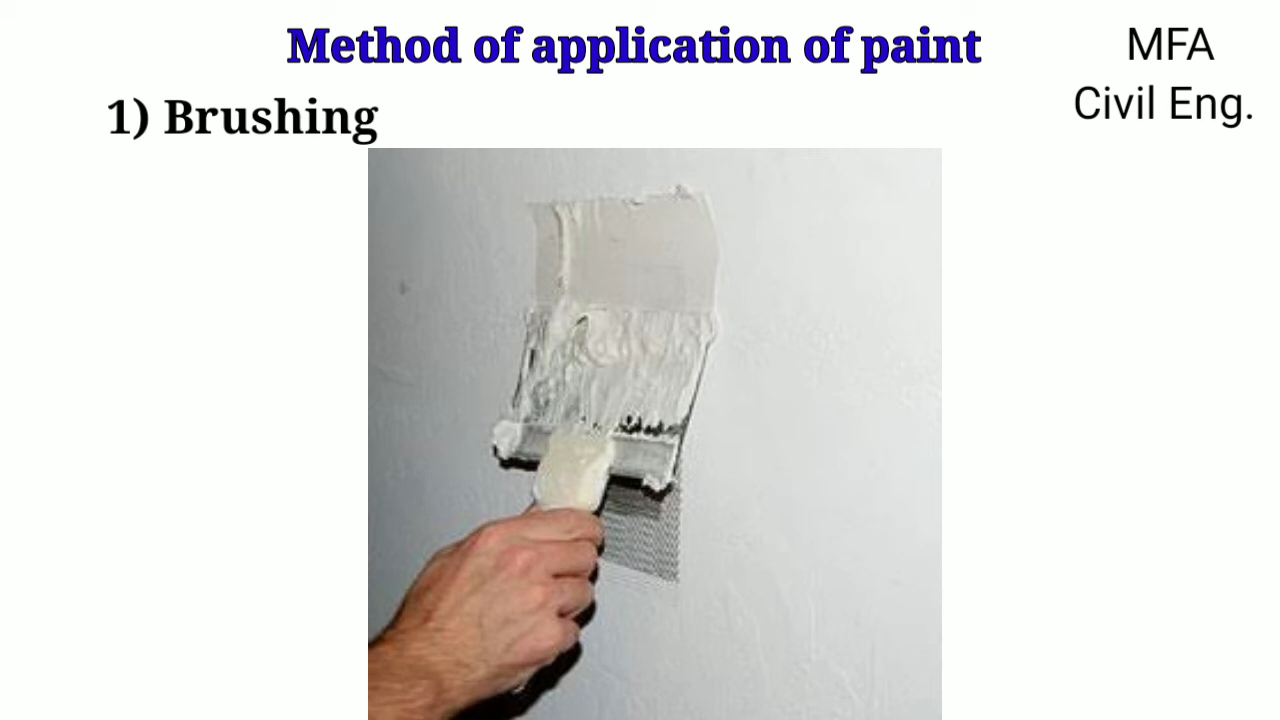 Method of application of paint
MFA
Civil Eng.
1) Brushing